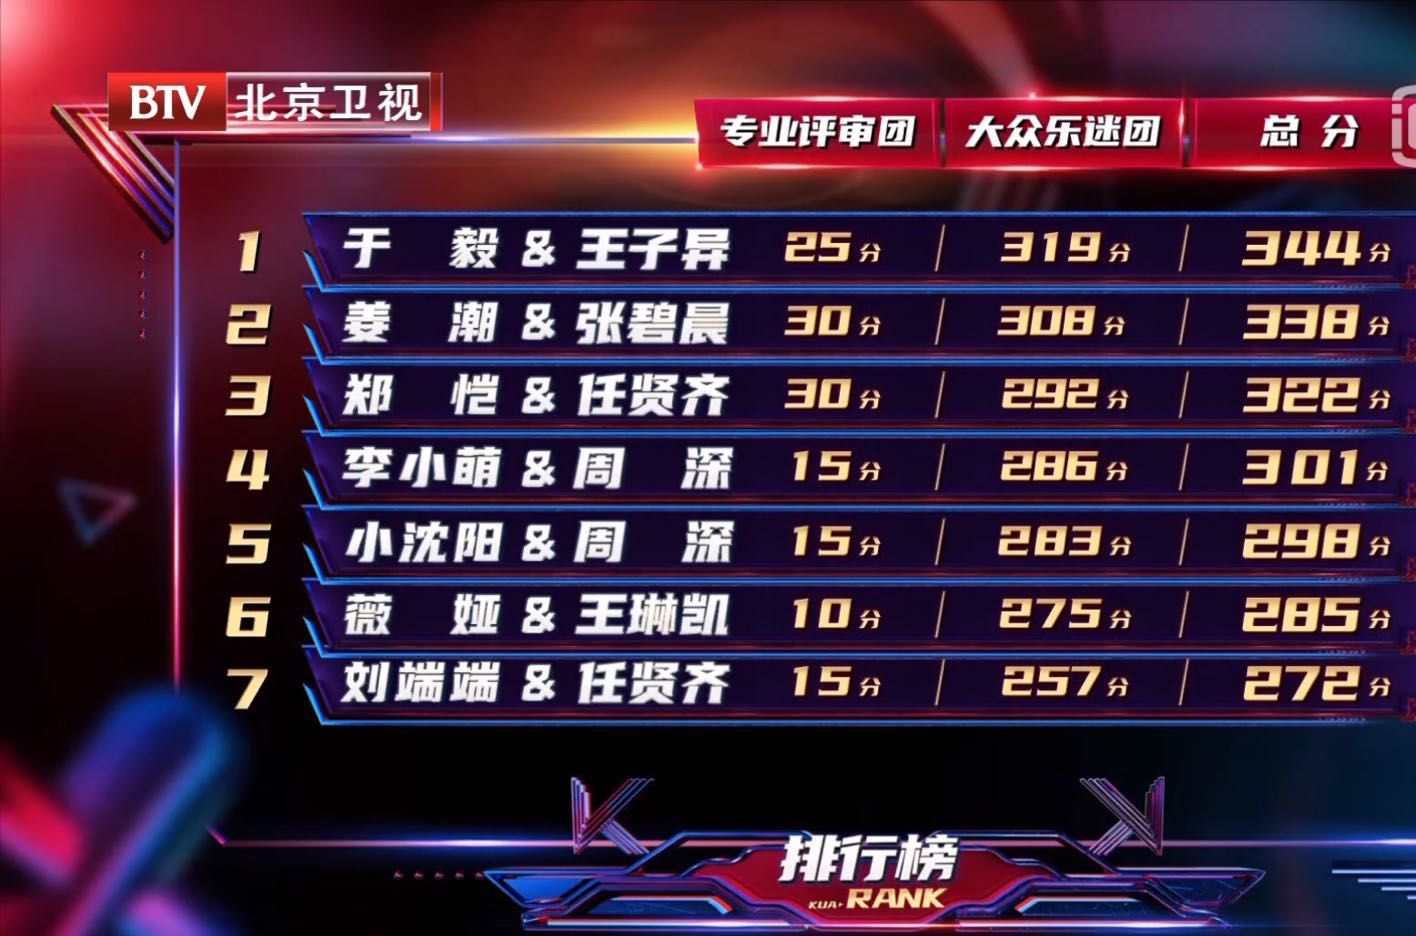 BTV 北京卫视
专业评审团 大众乐迷团 总分
1 于毅 & 王子异 25分 319分 344分
2 姜潮 & 张碧晨 30分 308分 338分
3 郑恺 & 任贤齐 30分 292分 322分
4 李小萌 & 周深 15分 286分 301分
5 小沈阳 & 周深 15分 283分 298分
6 薇娅 & 王琳凯 10分 275分 285分
7 刘端端 & 任贤齐 15分 257分 272分
排行榜
KUA RANK